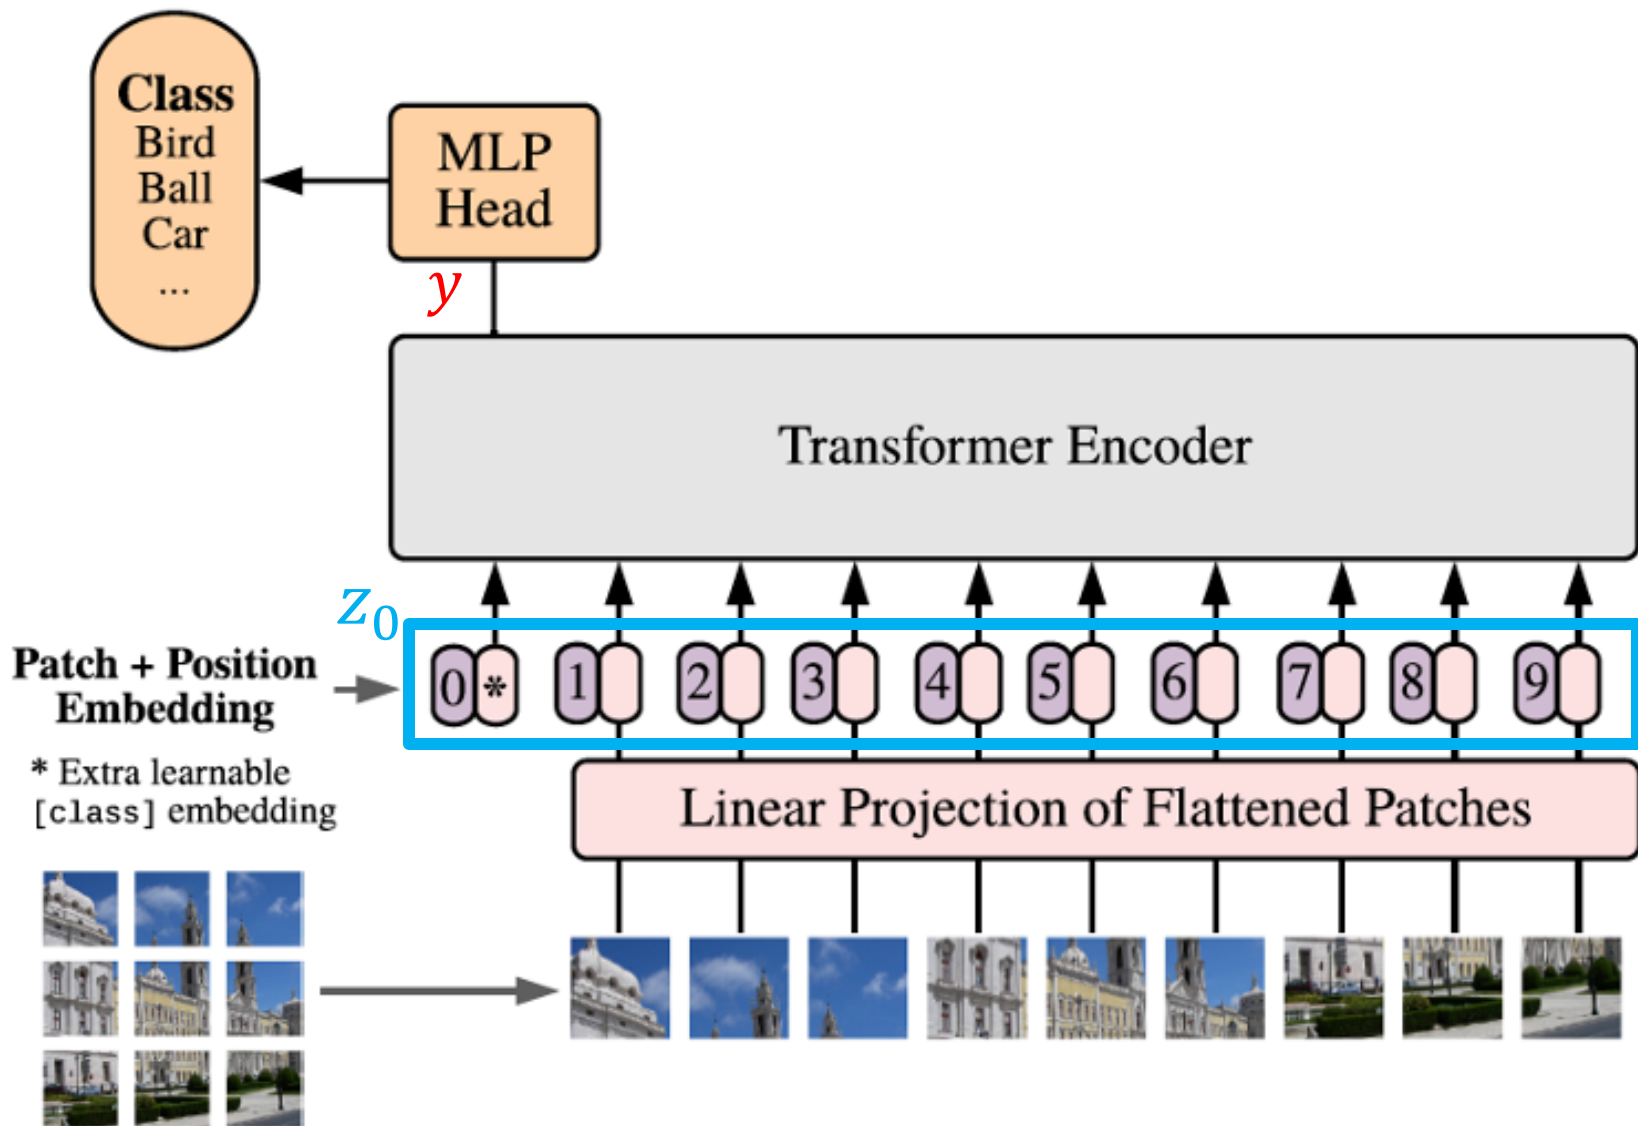 Class
Bird
Ball
Car
...
MLP
Head
y
Transformer Encoder
z0
Patch + Position
Embedding
0 * 1 2 3 4 5 6 7 8 9
* Extra learnable
[class] embedding
Linear Projection of Flattened Patches